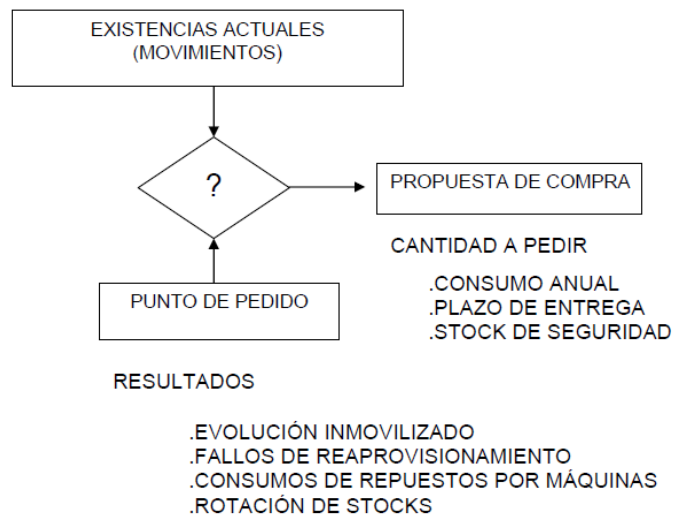 EXISTENCIAS ACTUALES
(MOVIMIENTOS)
?
PROPUESTA DE COMPRA
CANTIDAD A PEDIR
.CONSUMO ANUAL
.PLAZO DE ENTREGA
.STOCK DE SEGURIDAD
PUNTO DE PEDIDO
RESULTADOS
.EVOLUCIÓN INMOVILIZADO
.FALLOS DE REAPROVISIONAMIENTO
.CONSUMOS DE REPUESTOS POR MÁQUINAS
.ROTACIÓN DE STOCKS